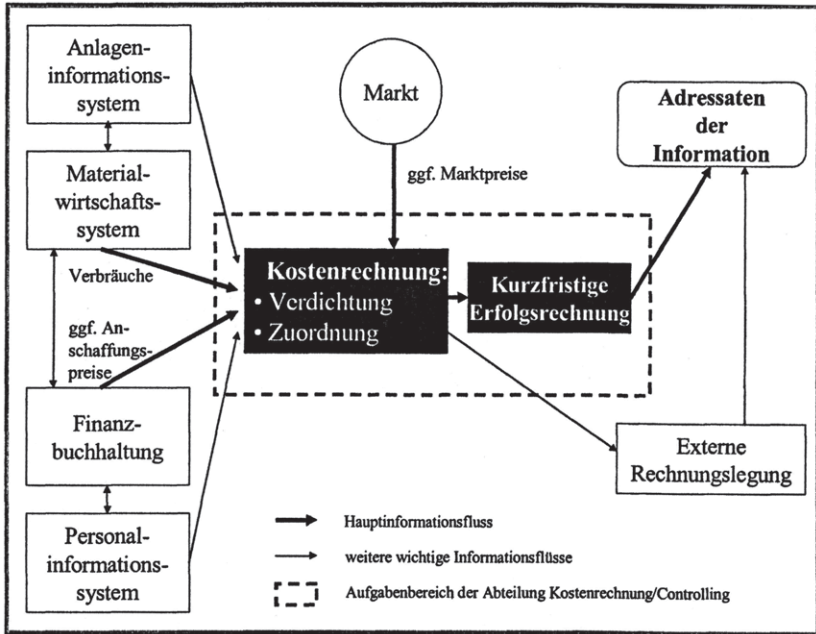 Anlagen-
informations-
system
Markt
Adressaten
der
Information
Material-
wirtschafts-
system
ggf. Marktpreise
Verbräuche
Kostenrechnung:
• Verdichtung
• Zuordnung
Kurzfristige
Erfolgsrechnung
ggf. An-
schaffungs-
preise
Finanz-
buchhaltung
Externe
Rechnungslegung
Personal-
informations-
system
Hauptinformationsfluss
weitere wichtige Informationsflüsse
Aufgabenbereich der Abteilung Kostenrechnung/Controlling